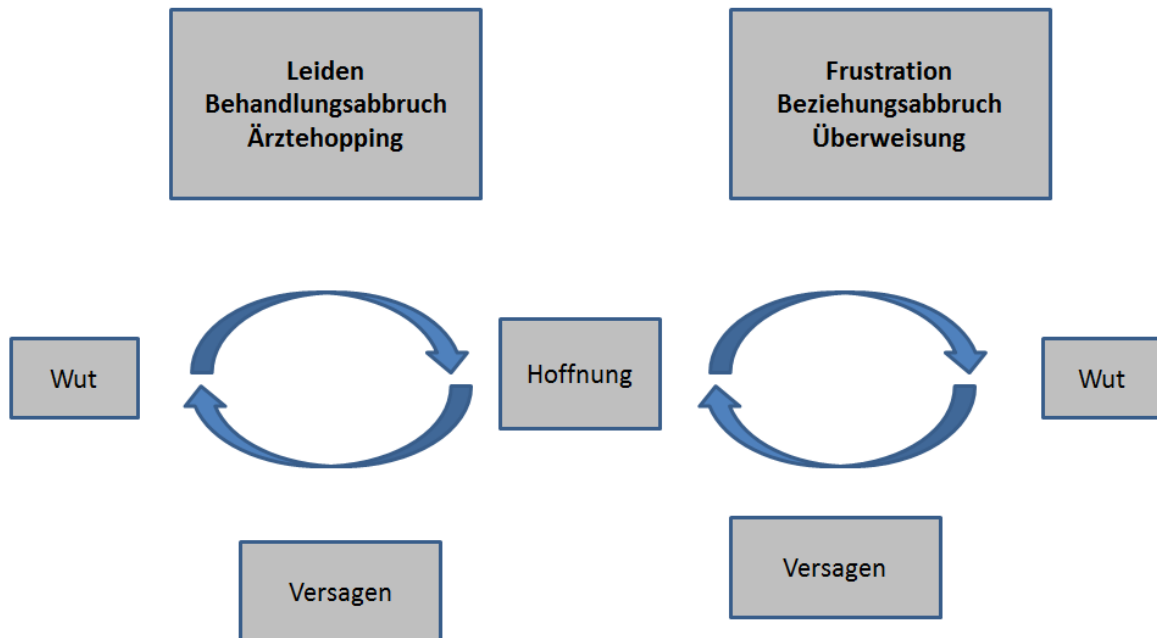 Leiden
Behandlungsabbruch
Ärztehopping
Frustration
Beziehungsabbruch
Überweisung
Wut
Hoffnung
Wut
Versagen
Versagen